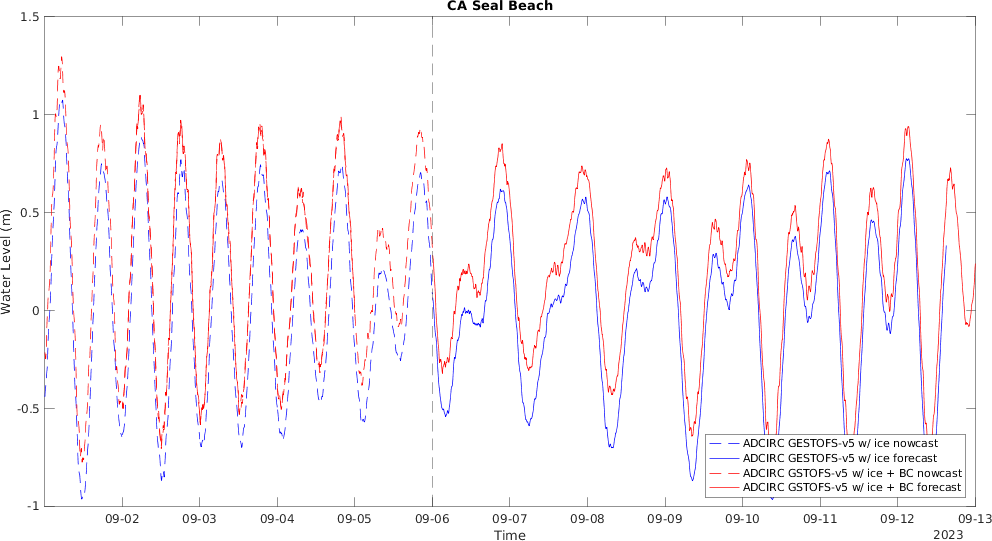 CA Seal Beach
1.5
1
0.5
0
-0.5
-1
Water Level (m)
09-02 09-03 09-04 09-05 09-06 09-07 09-08 09-09 09-10 09-11 09-12 09-13
Time
2023
ADCIRC GESTOFS-v5 w/ ice nowcast
ADCIRC GESTOFS-v5 w/ ice forecast
ADCIRC GSTOFS-v5 w/ ice + BC nowcast
ADCIRC GSTOFS-v5 w/ ice + BC forecast